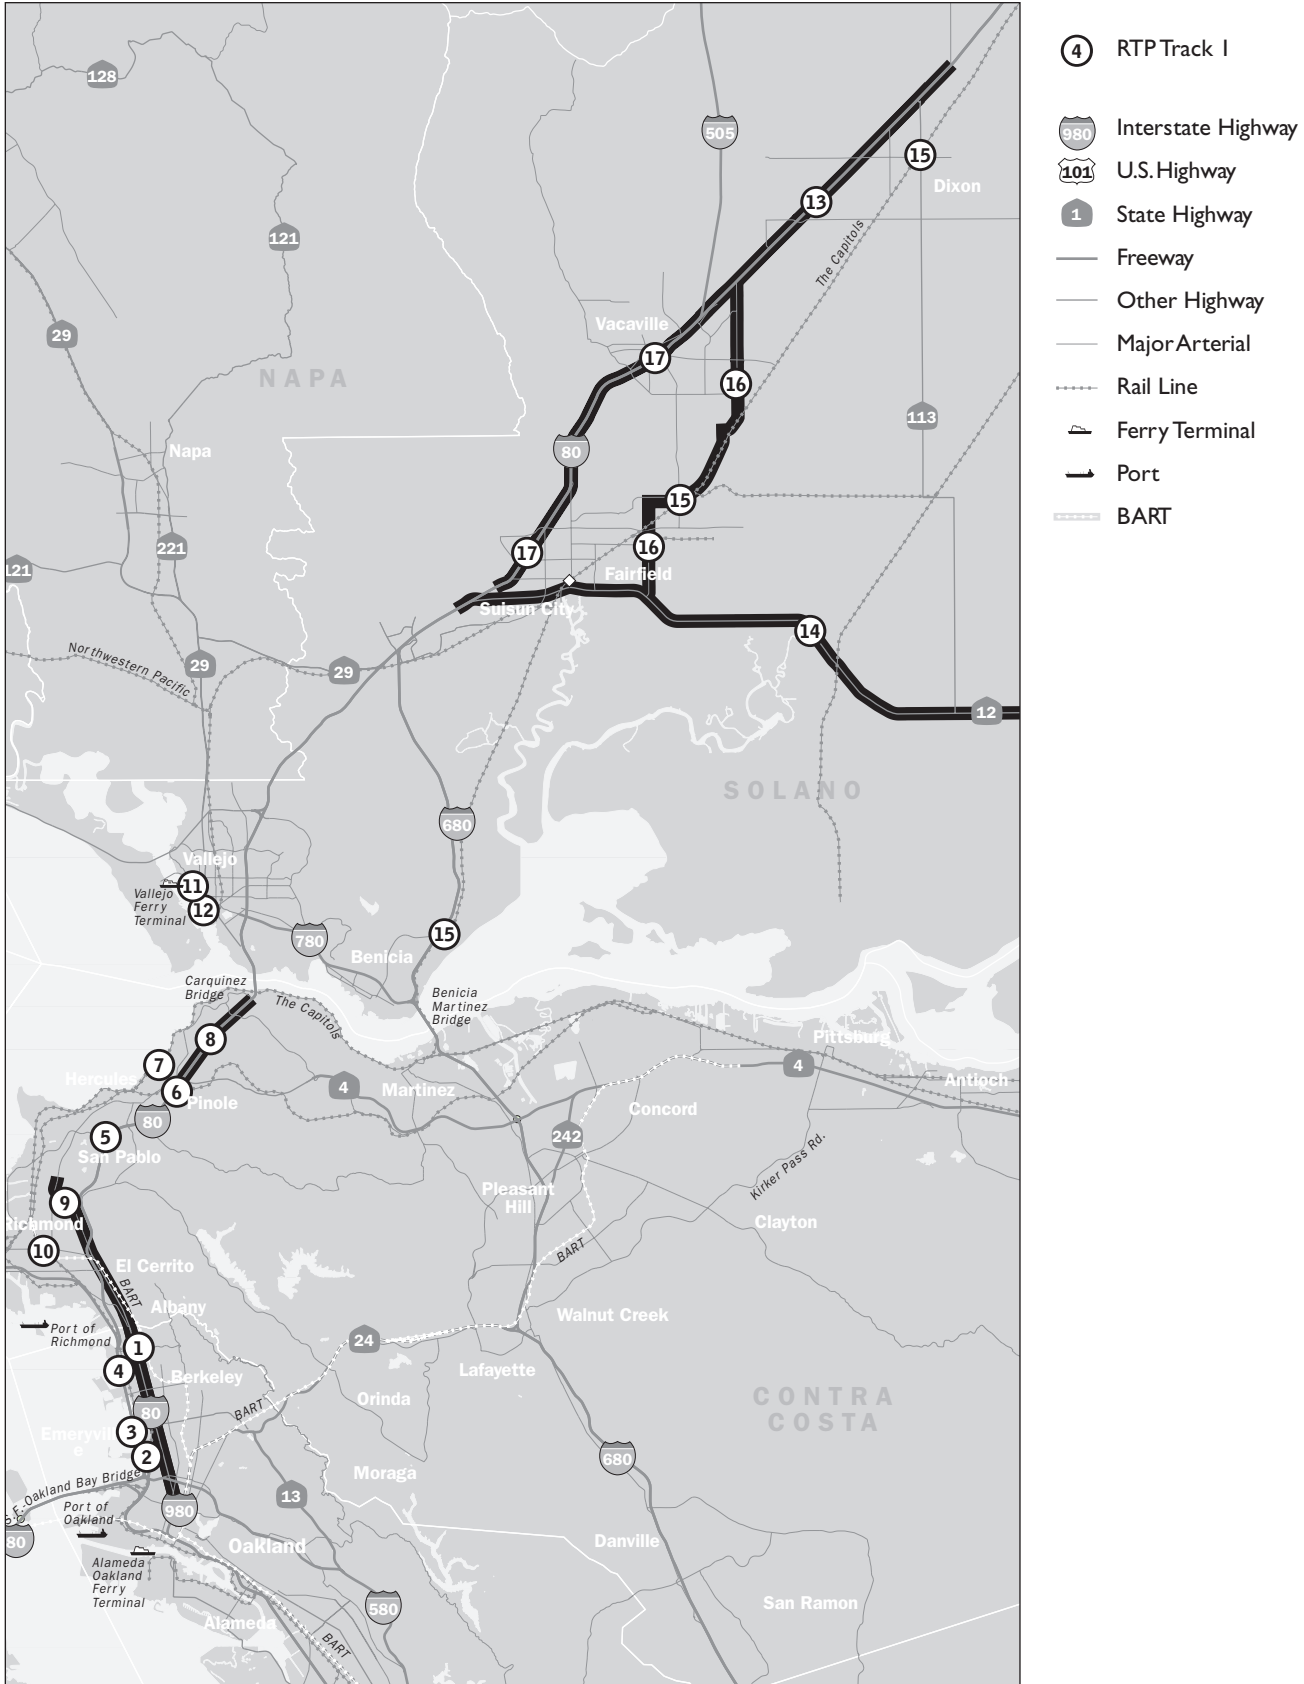 4 RTP Track 1
980 Interstate Highway
101 U.S. Highway
1 State Highway
Freeway
Other Highway
Major Arterial
Rail Line
Ferry Terminal
Port
BART
128
505
15
Dixon
13
121
The Capitols
29
Vacaville
17
NAPA
16
113
80
Napa
15
221
16
17
121
Fairfield
Suisun City
14
Northwestern Pacific
29
29
12
SOLANO
680
Vallejo
11
Vallejo
Ferry
Terminal
12
780
15
Benicia
Carquinez
Bridge
The Capitols
Benicia
Martinez
Bridge
8
Pittsburg
7
4
Hercules
6
4
Martinez
Antioch
Pinole
Concord
80
5
242
San Pablo
Kirker Pass Rd.
Pleasant
Hill
9
Richmond
Clayton
10
BART
El Cerrito
BART
Albany
Walnut Creek
Port of
Richmond
1
24
4
Berkeley
Lafayette
Orinda
CONTRA
COSTA
80
BART
3
Emeryvill
e
2
680
Moraga
S.F.-Oakland Bay Bridge
13
980
Port of
Oakland
80
Oakland
Danville
Alameda
Oakland
Ferry
Terminal
580
San Ramon
Alameda
BART